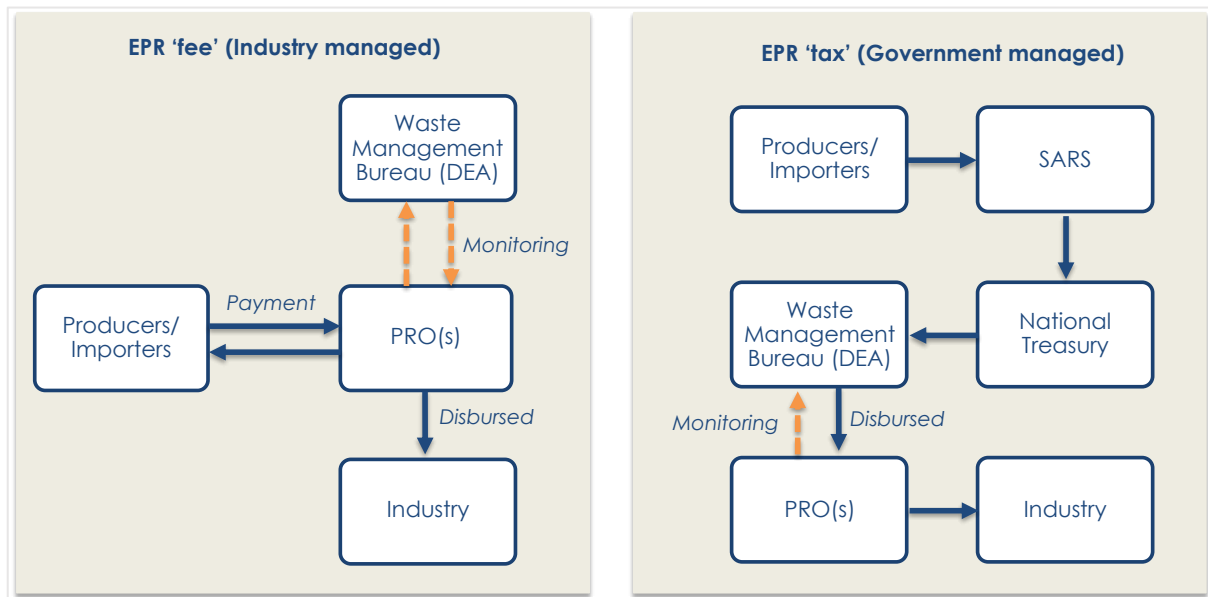 EPR ‘fee’ (Industry managed)
Waste
Management
Bureau (DEA)
Monitoring
Payment
Producers/
Importers
PRO(s)
Disbursed
Industry
EPR ‘tax’ (Government managed)
Producers/
Importers
SARS
Waste
Management
Bureau (DEA)
National
Treasury
Monitoring
Disbursed
PRO(s)
Industry